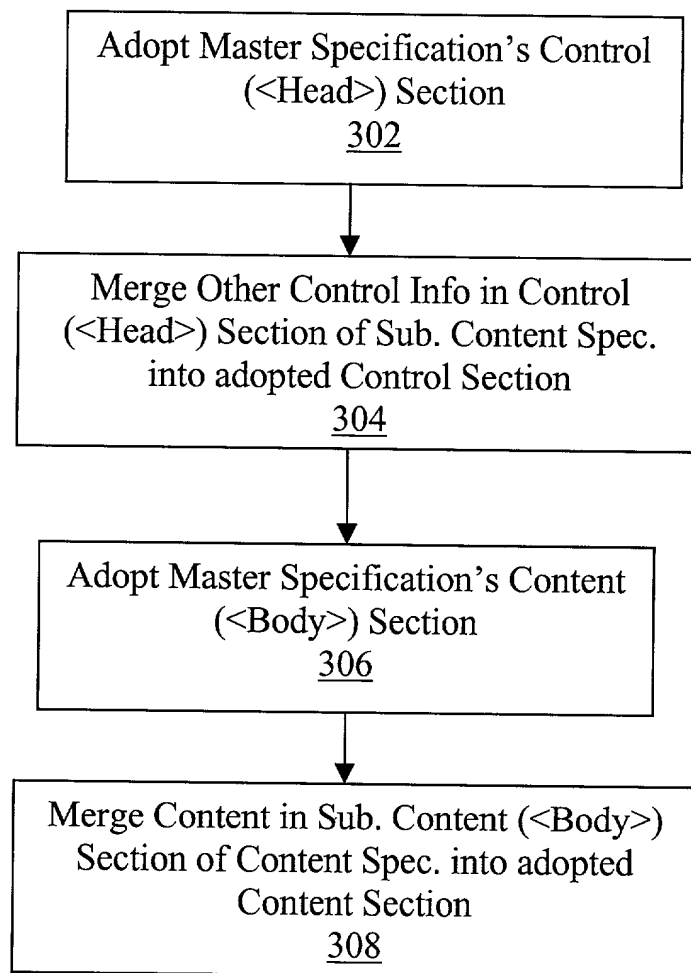 Adopt Master Specification's Control
(<Head>) Section
302
Merge Other Control Info in Control
(<Head>) Section of Sub. Content Spec.
into adopted Control Section
304
Adopt Master Specification's Content
(<Body>) Section
306
Merge Content in Sub. Content (<Body>)
Section of Content Spec. into adopted
Content Section
308